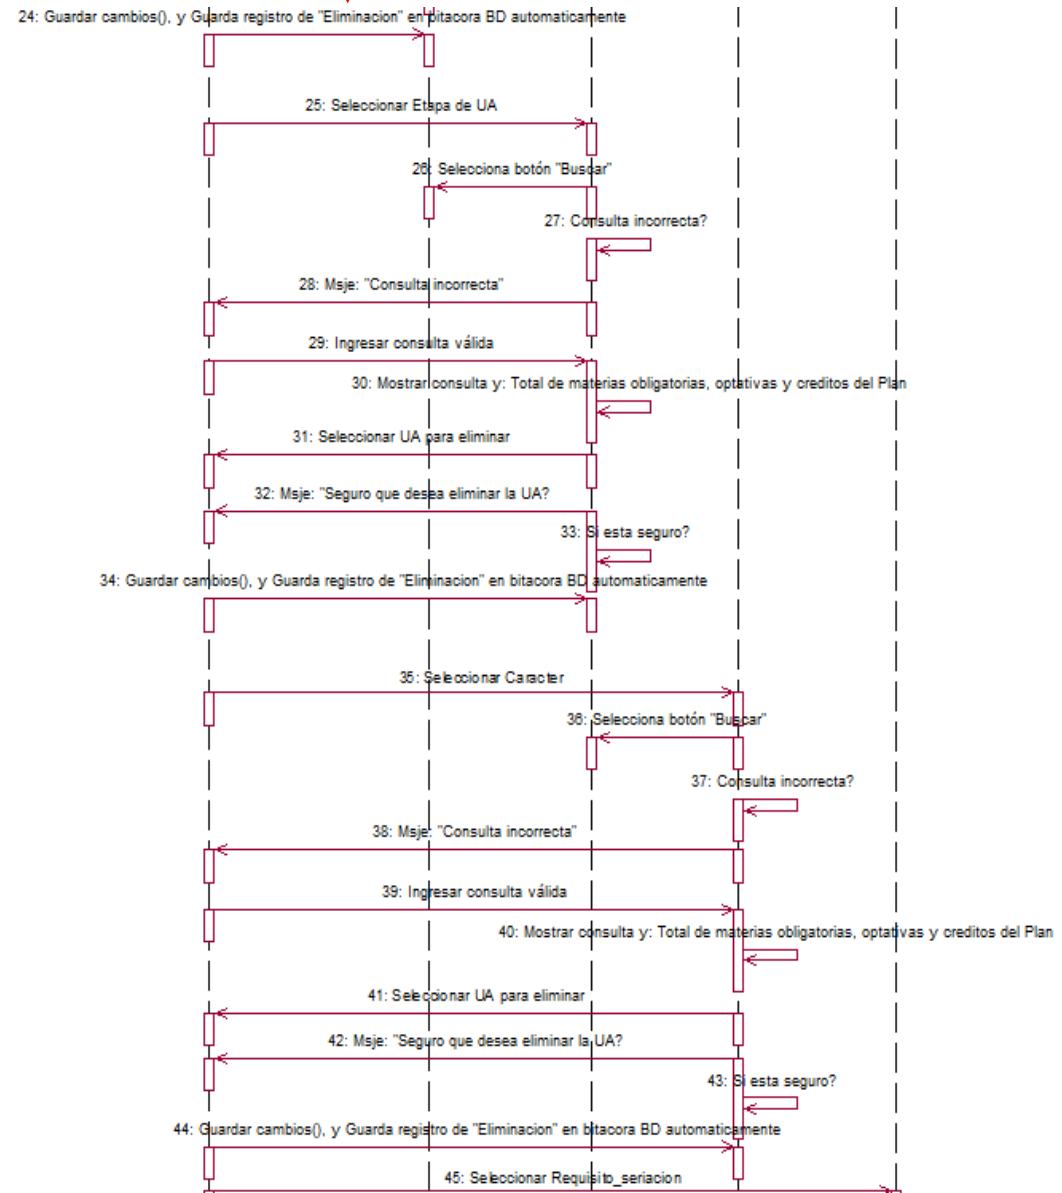 24: Guardar cambios(), y Guarda registro de "Eliminacion" en bitacora BD automaticamente
25: Seleccionar Etapa de UA
26: Selecciona botón "Buscar"
27: Consulta incorrecta?
28: Msje: "Consulta incorrecta"
29: Ingresar consulta válida
30: Mostrar consulta y: Total de materias obligatorias, optativas y creditos del Plan
31: Seleccionar UA para eliminar
32: Msje: "Seguro que desea eliminar la UA?
33: Si esta seguro?
34: Guardar cambios(), y Guarda registro de "Eliminacion" en bitacora BD automaticamente
35: Seleccionar Caracter
36: Selecciona botón "Buscar"
37: Consulta incorrecta?
38: Msje: "Consulta incorrecta"
39: Ingresar consulta válida
40: Mostrar consulta y: Total de materias obligatorias, optativas y creditos del Plan
41: Seleccionar UA para eliminar
42: Msje: "Seguro que desea eliminar la UA?
43: Si esta seguro?
44: Guardar cambios(), y Guarda registro de "Eliminacion" en bitacora BD automaticamente
45: Seleccionar Requisito_seriacion